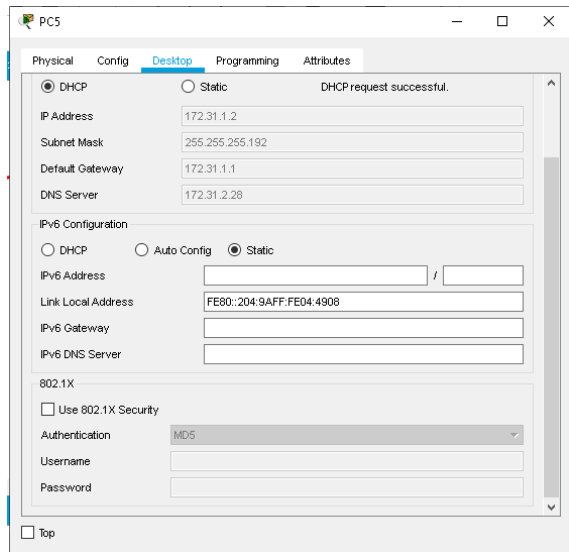 PC5
Physical Config Desktop Programming Attributes
DHCP Static DHCP request successful.
IP Address 172.31.1.2
Subnet Mask 255.255.255.192
Default Gateway 172.31.1.1
DNS Server 172.31.2.28
IPv6 Configuration
DHCP Auto Config Static
IPv6 Address /
Link Local Address FE80::204:9AFF:FE04:4908
IPv6 Gateway
IPv6 DNS Server
802.1X
Use 802.1X Security
Authentication MD5
Username
Password
Top